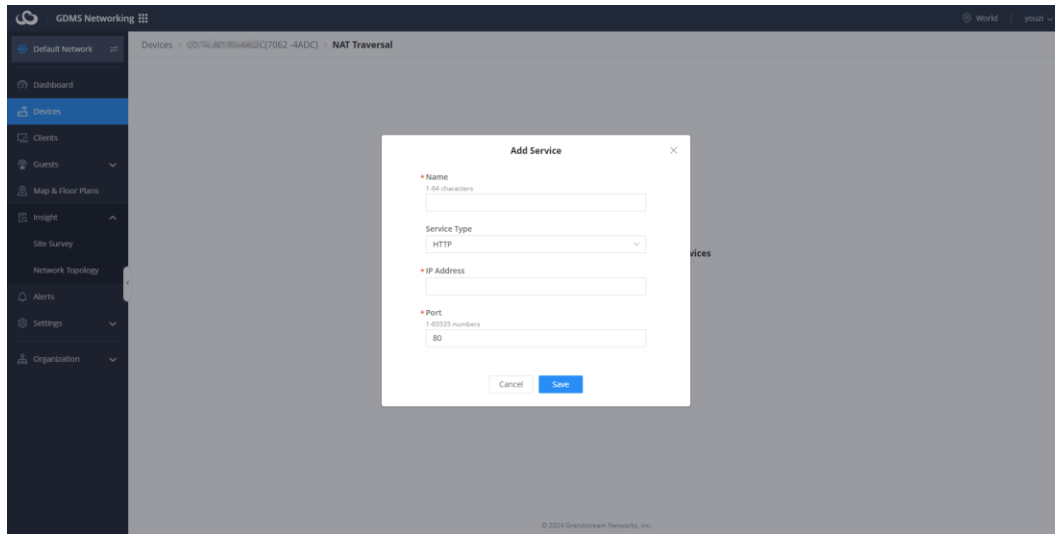 GDMS Networking
World
youzi
Default Network
Devices > C(7062 -4ADC) > NAT Traversal
Dashboard
Devices
Clients
Guests
Map & Floor Plans
Insight
Site Survey
Network Topology
Alerts
Settings
Organization
Add Service
* Name
1-64 characters
Service Type
HTTP
vices
* IP Address
* Port
1-65535 numbers
80
Cancel
Save
© 2024 Grandstream Networks, Inc.